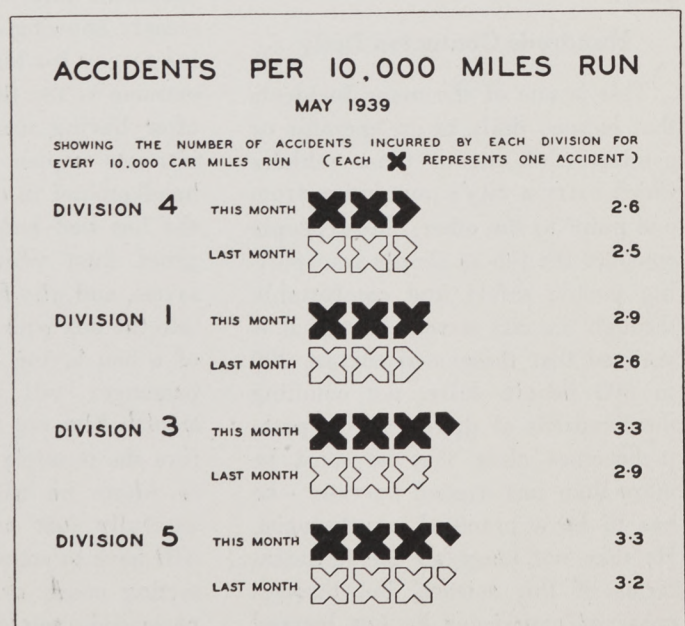 ACCIDENTS PER 10,000 MILES RUN
MAY 1939
SHOWING THE NUMBER OF ACCIDENTS INCURRED BY EACH DIVISION FOR
EVERY 10.000 CAR MILES RUN (EACH REPRESENTS ONE ACCIDENT)
DIVISION 4 THIS MONTH 2·6
LAST MONTH 2·5
DIVISION 1 THIS MONTH 2·9
LAST MONTH 2·6
DIVISION 3 THIS MONTH 3·3
LAST MONTH 2·9
DIVISION 5 THIS MONTH 3·3
LAST MONTH 3·2